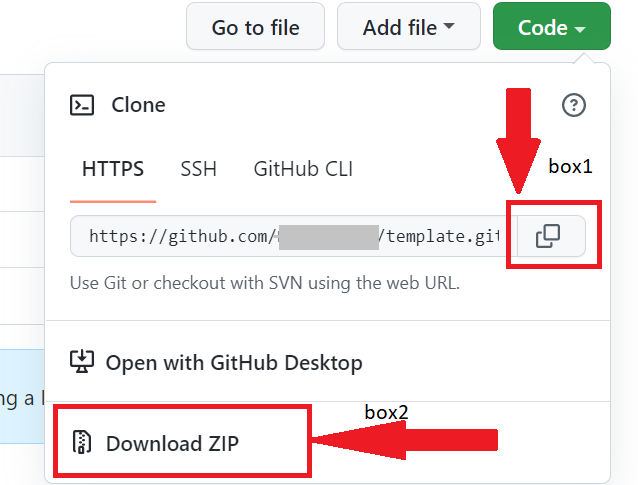 Go to file Add file Code
Clone
box1
HTTPS SSH GitHub CLI
https://github.com/ /template.git
Use Git or checkout with SVN using the web URL.
Open with GitHub Desktop
ng a
box2
Download ZIP